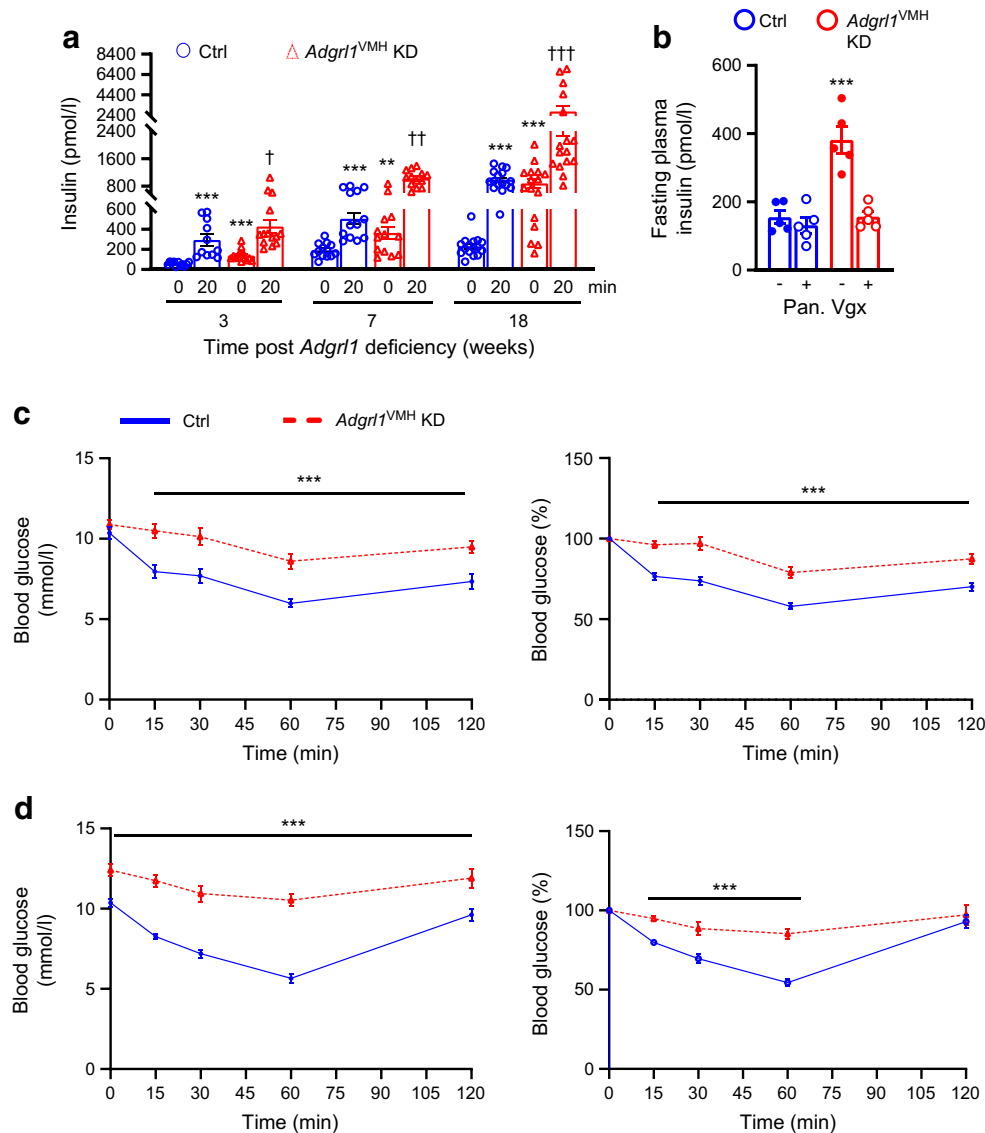 a
Ctrl
Adgrl1VMH KD
Insulin (pmol/l)
8400
6400
4400
2400
2400
1600
800
600
400
200
0
***
***
†
***
**
††
***
***
†††
0 20 0 20 0 20 0 20 0 20 0 20 min
3 7 18
Time post Adgrl1 deficiency (weeks)
b
Ctrl
Adgrl1VMH
KD
Fasting plasma
insulin (pmol/l)
600
400
200
0
***
- + - +
Pan. Vgx
c
Ctrl
Adgrl1VMH KD
Blood glucose
(mmol/l)
15
10
5
0
***
0 15 30 45 60 75 90 105 120
Time (min)
Blood glucose (%)
150
100
50
0
***
0 15 30 45 60 75 90 105 120
Time (min)
d
Blood glucose
(mmol/l)
15
10
5
0
***
0 15 30 45 60 75 90 105 120
Time (min)
Blood glucose (%)
150
100
50
0
***
0 15 30 45 60 75 90 105 120
Time (min)